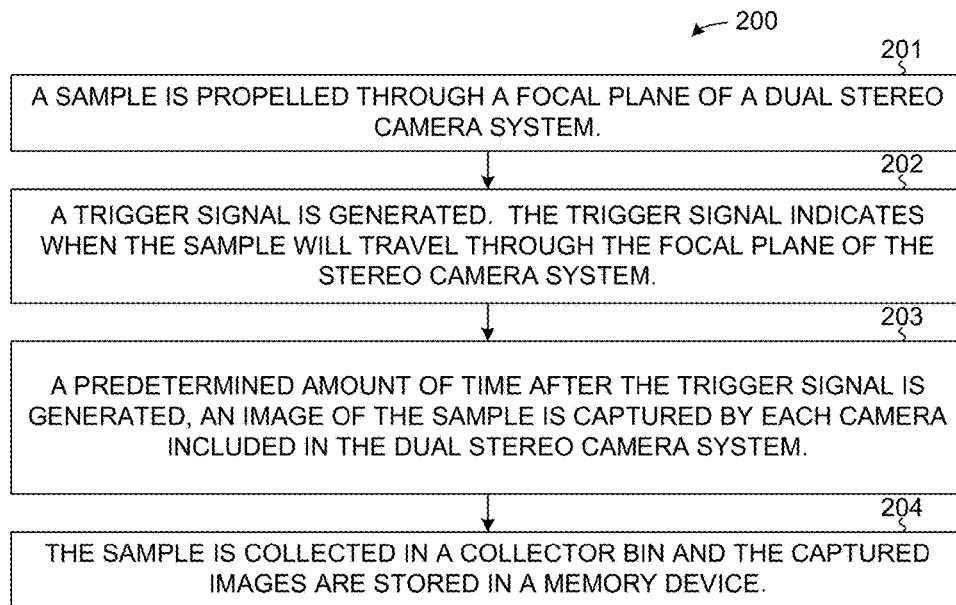 200
201
A SAMPLE IS PROPELLED THROUGH A FOCAL PLANE OF A DUAL STEREO
CAMERA SYSTEM.
202
A TRIGGER SIGNAL IS GENERATED. THE TRIGGER SIGNAL INDICATES
WHEN THE SAMPLE WILL TRAVEL THROUGH THE FOCAL PLANE OF THE
STEREO CAMERA SYSTEM.
203
A PREDETERMINED AMOUNT OF TIME AFTER THE TRIGGER SIGNAL IS
GENERATED, AN IMAGE OF THE SAMPLE IS CAPTURED BY EACH CAMERA
INCLUDED IN THE DUAL STEREO CAMERA SYSTEM.
204
THE SAMPLE IS COLLECTED IN A COLLECTOR BIN AND THE CAPTURED
IMAGES ARE STORED IN A MEMORY DEVICE.